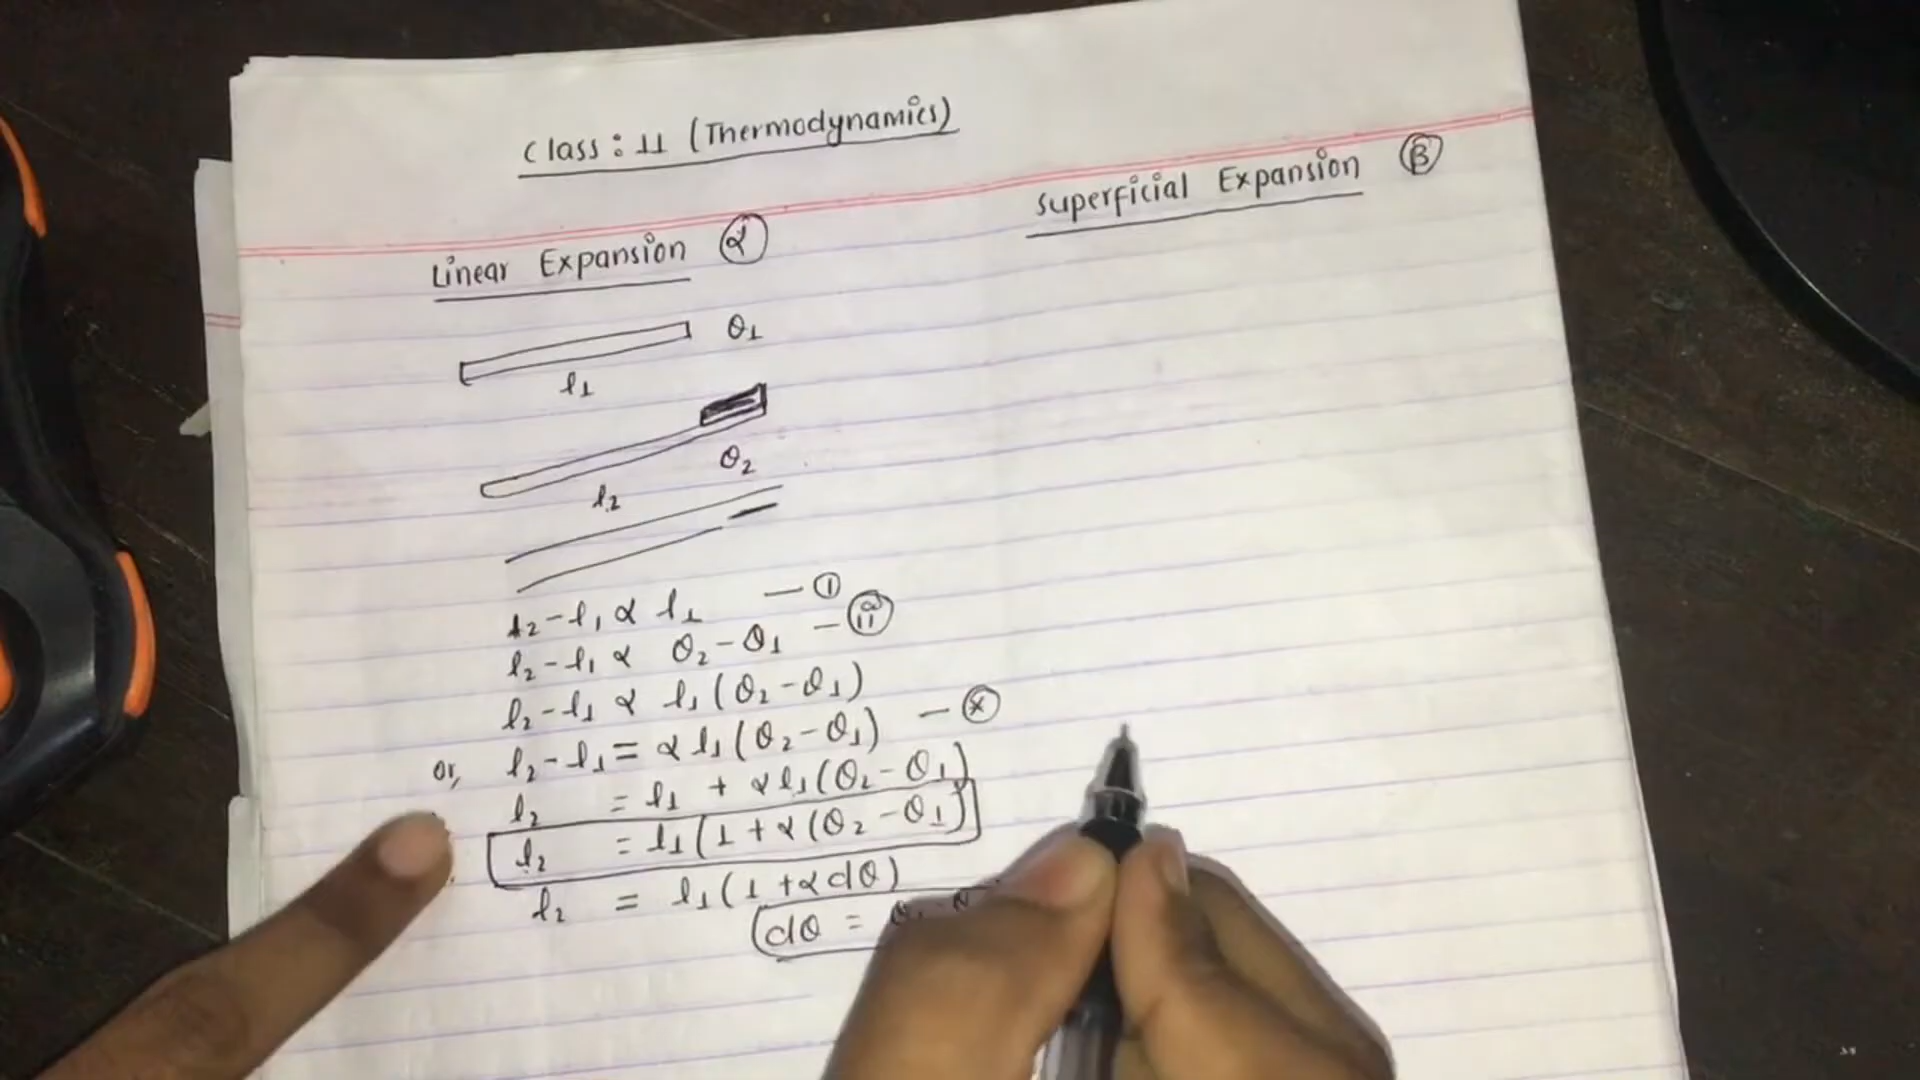 Class : 11 (Thermodynamics)
Linear Expansion α
θ1
l1
θ2
l2
l2 - l1 ∝ l1 — i
l2 - l1 ∝ θ2 - θ1 — ii
l2 - l1 ∝ l1 (θ2 - θ1)
or, l2 - l1 = α l1 (θ2 - θ1) — *
l2 = l1 + α l1 (θ2 - θ1)
l2 = l1 (1 + α (θ2 - θ1)
l2 = l1 (1 + α dθ)
dθ =
Superficial Expansion β